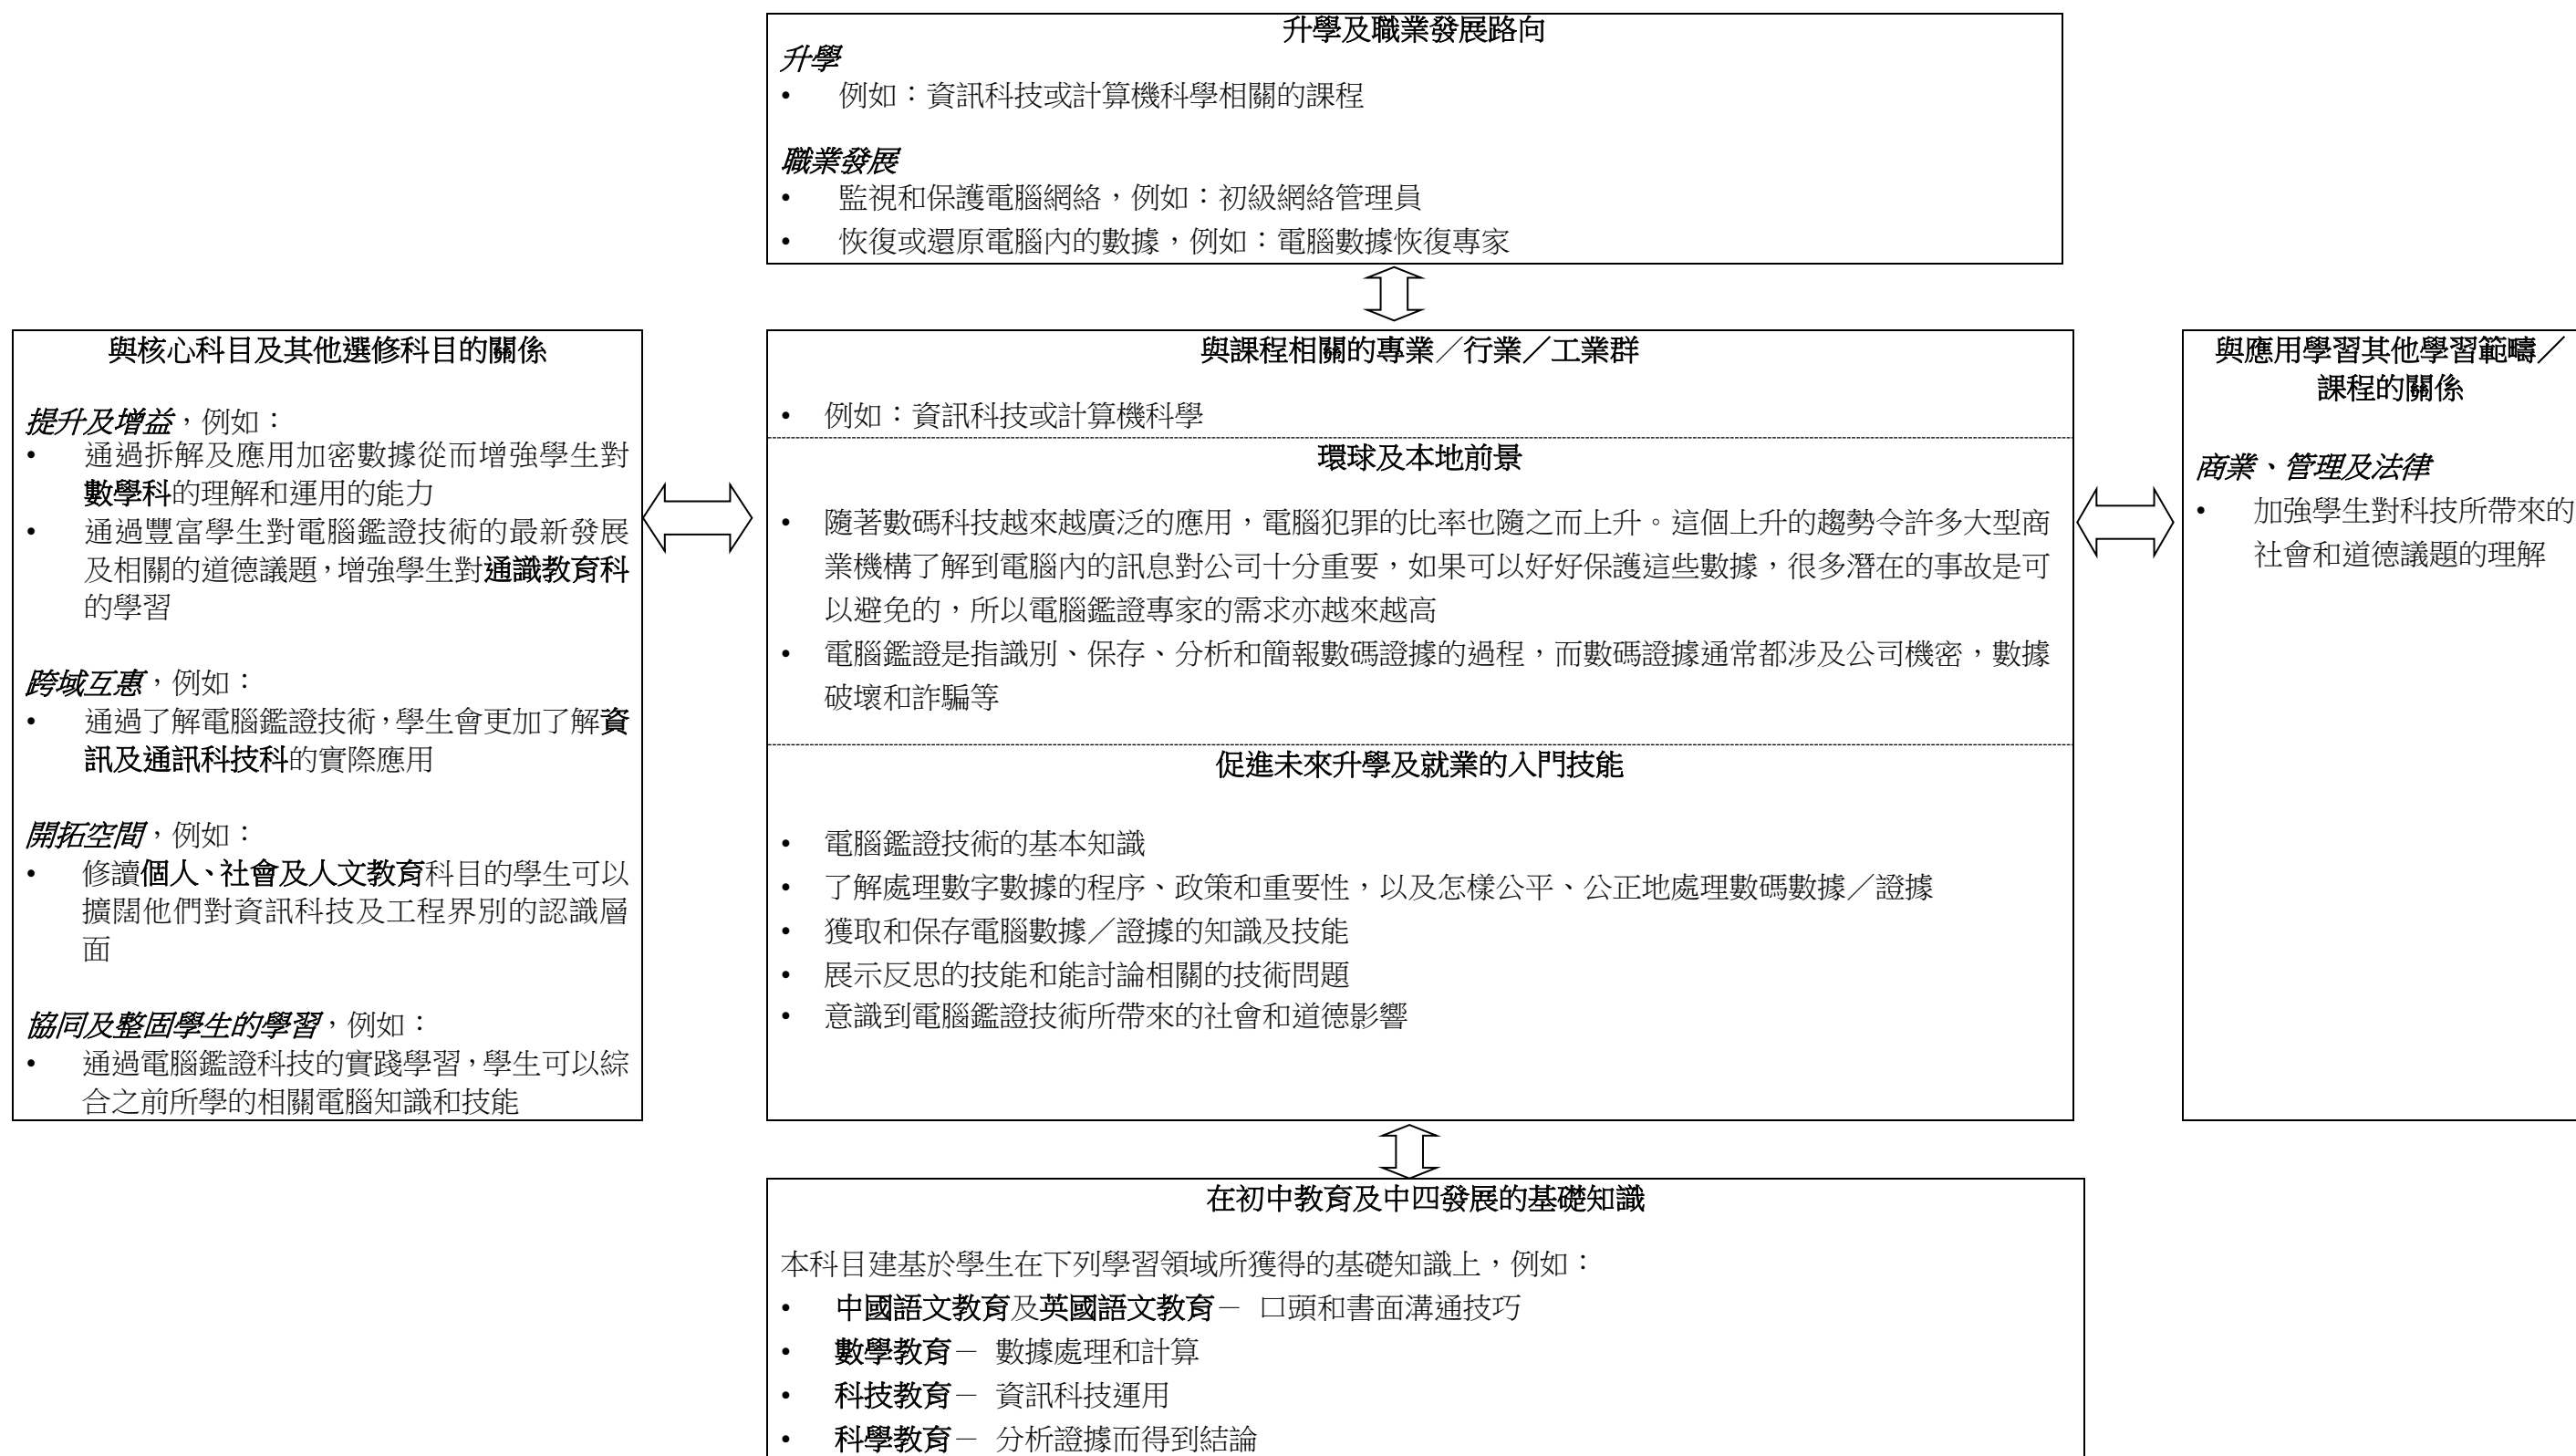 升學及職業發展路向
升學
• 例如：資訊科技或計算機科學相關的課程
職業發展
• 監視和保護電腦網絡，例如：初級網絡管理員
• 恢復或還原電腦內的數據，例如：電腦數據恢復專家
與核心科目及其他選修科目的關係
提升及增益，例如：
• 通過拆解及應用加密數據從而增強學生對
數學科的理解和運用的能力
• 通過豐富學生對電腦鑑證技術的最新發展
及相關的道德議題，增強學生對通識教育科
的學習
跨域互惠，例如：
• 通過了解電腦鑑證技術，學生會更加了解資
訊及通訊科技科的實際應用
開拓空間，例如：
• 修讀個人、社會及人文教育科目的學生可以
擴闊他們對資訊科技及工程界別的認識層
面
協同及整固學生的學習，例如：
• 通過電腦鑑證科技的實踐學習，學生可以綜
合之前所學的相關電腦知識和技能
與課程相關的專業／行業／工業群
• 例如：資訊科技或計算機科學
環球及本地前景
• 隨著數碼科技越來越廣泛的應用，電腦犯罪的比率也隨之而上升。這個上升的趨勢令許多大型商
業機構了解到電腦內的訊息對公司十分重要，如果可以好好保護這些數據，很多潛在的事故是可
以避免的，所以電腦鑑證專家的需求亦越來越高
• 電腦鑑證是指識別、保存、分析和簡報數碼證據的過程，而數碼證據通常都涉及公司機密，數據
破壞和詐騙等
促進未來升學及就業的入門技能
• 電腦鑑證技術的基本知識
• 了解處理數字數據的程序、政策和重要性，以及怎樣公平、公正地處理數碼數據／證據
• 獲取和保存電腦數據／證據的知識及技能
• 展示反思的技能和能討論相關的技術問題
• 意識到電腦鑑證技術所帶來的社會和道德影響
與應用學習其他學習範疇／
課程的關係
商業、管理及法律
• 加強學生對科技所帶來的
社會和道德議題的理解
在初中教育及中四發展的基礎知識
本科目建基於學生在下列學習領域所獲得的基礎知識上，例如：
• 中國語文教育及英國語文教育－ 口頭和書面溝通技巧
• 數學教育－ 數據處理和計算
• 科技教育－ 資訊科技運用
• 科學教育－ 分析證據而得到結論